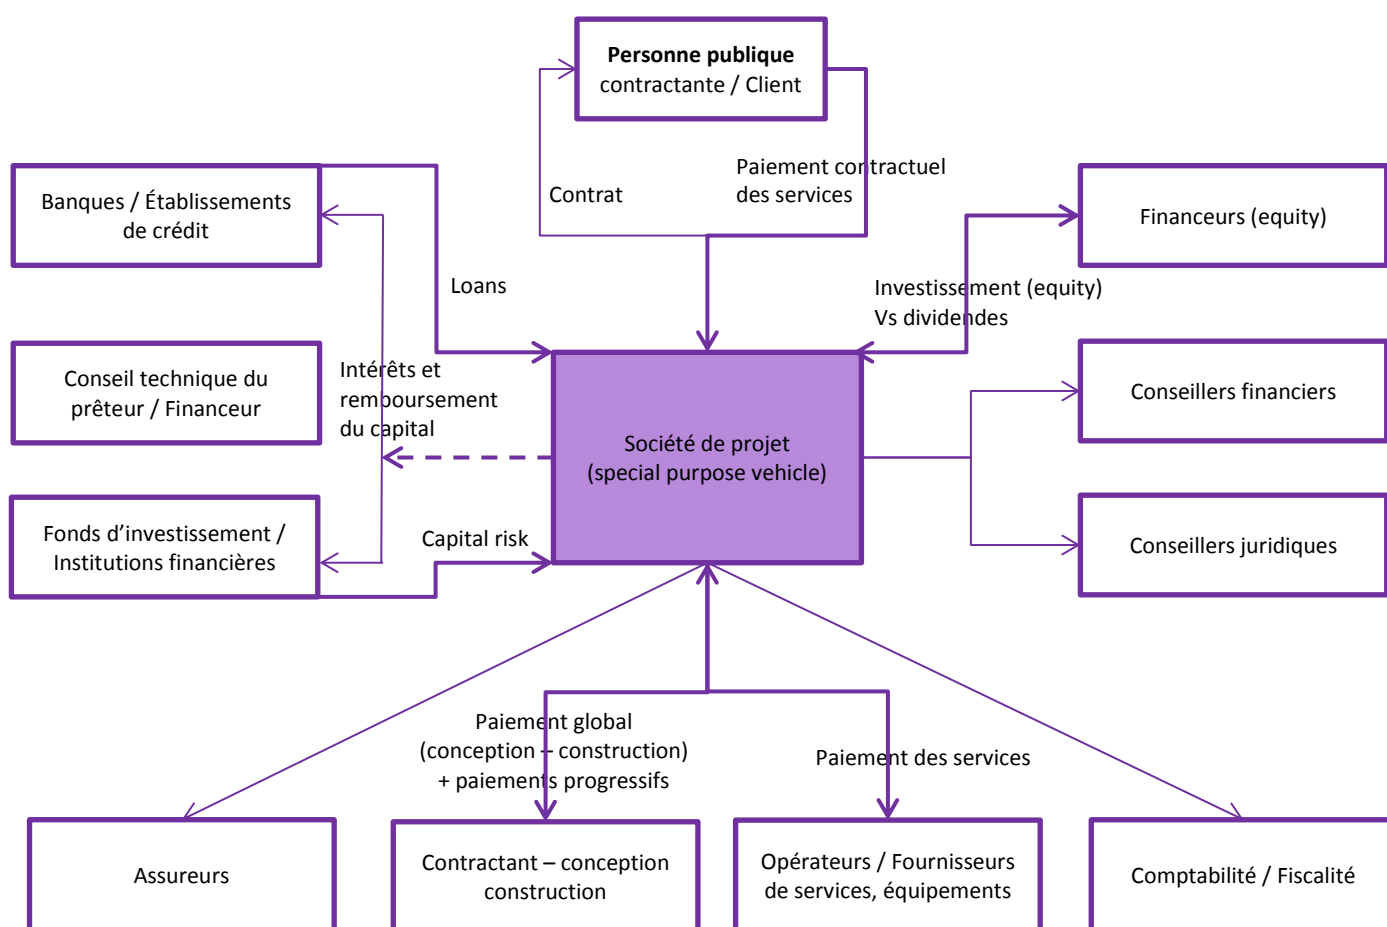 Personne publique
contractante / Client
Banques / Établissements
de crédit
Contrat
Paiement contractuel
des services
Financeurs (equity)
Loans
Investissement (equity)
Vs dividendes
Conseil technique du
prêteur / Financeur
Intérêts et
remboursement
du capital
Société de projet
(special purpose vehicle)
Conseillers financiers
Fonds d’investissement /
Institutions financières
Capital risk
Conseillers juridiques
Paiement global
(conception – construction)
+ paiements progressifs
Paiement des services
Assureurs
Contractant – conception
construction
Opérateurs / Fournisseurs
de services, équipements
Comptabilité / Fiscalité